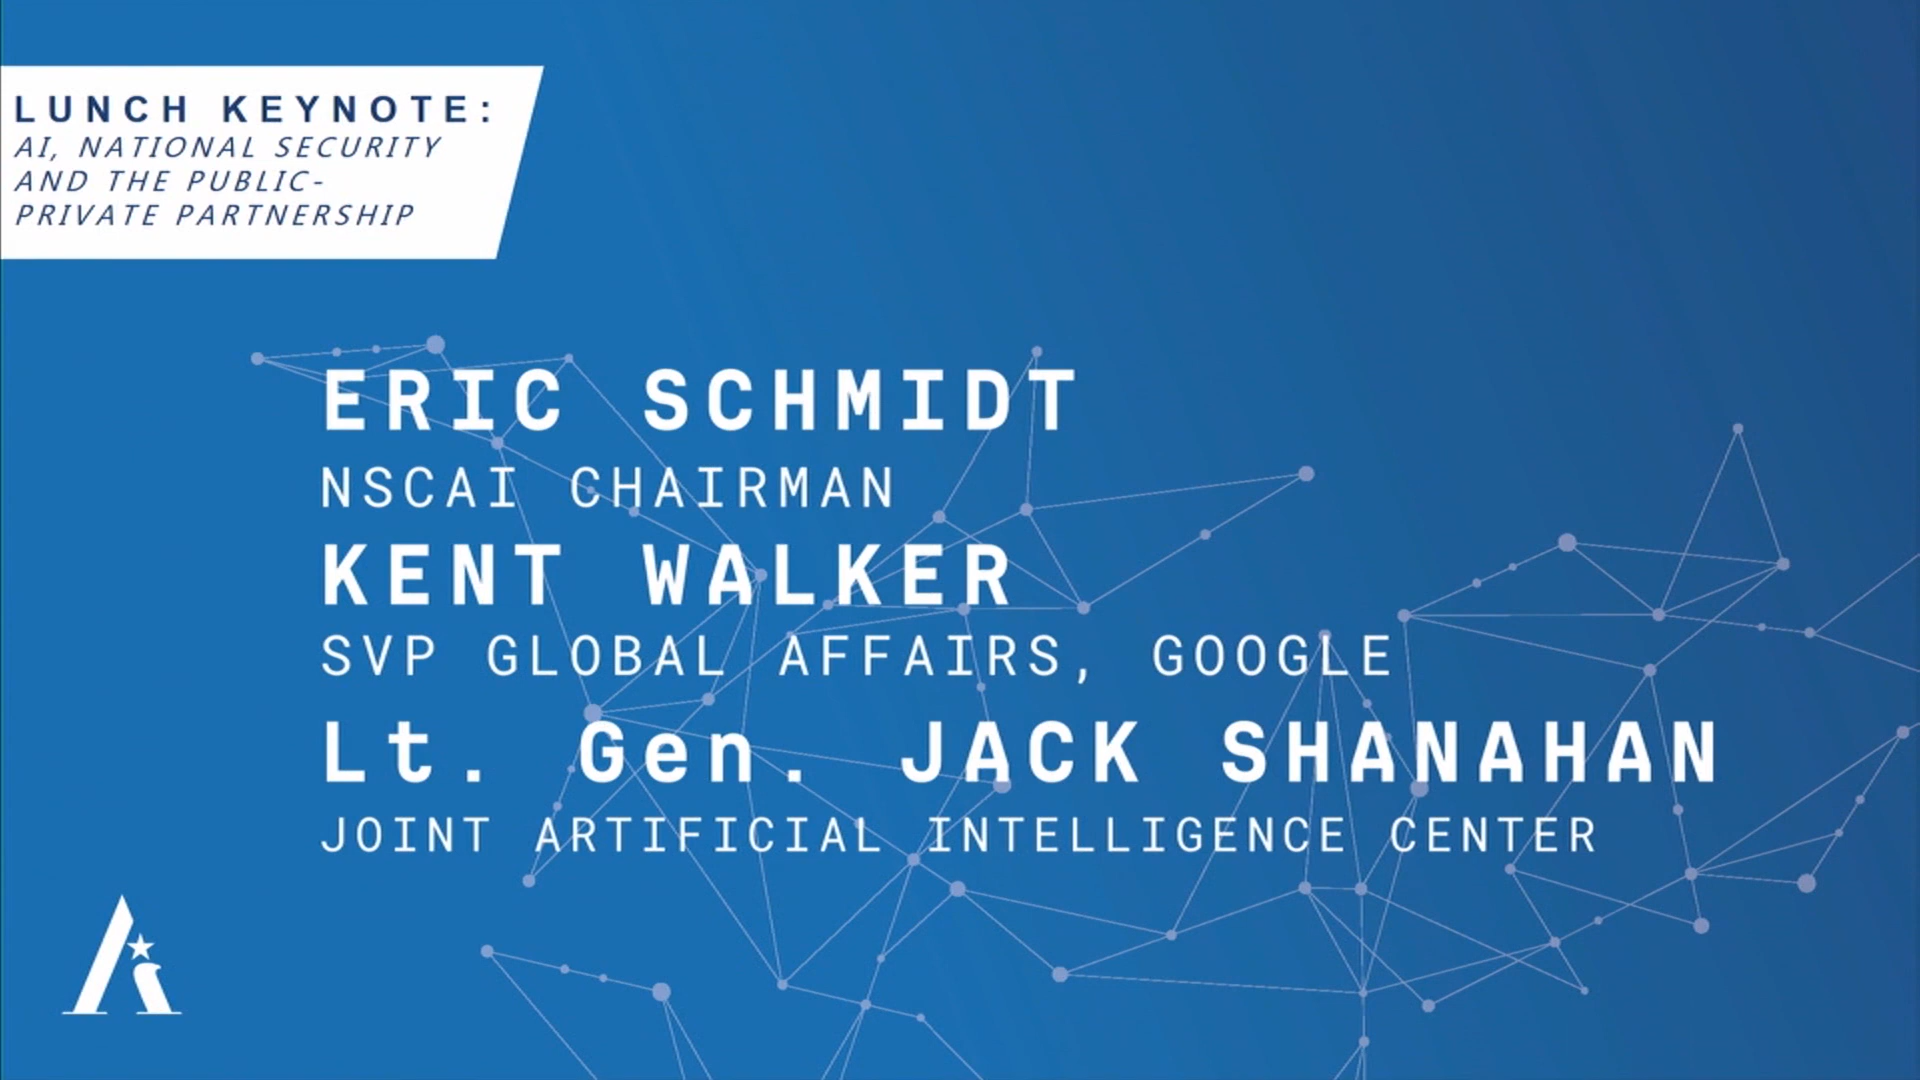 LUNCH KEYNOTE:
AI, NATIONAL SECURITY
AND THE PUBLIC-
PRIVATE PARTNERSHIP
ERIC SCHMIDT
NSCAI CHAIRMAN
KENT WALKER
SVP GLOBAL AFFAIRS, GOOGLE
Lt. Gen. JACK SHANAHAN
JOINT ARTIFICIAL INTELLIGENCE CENTER